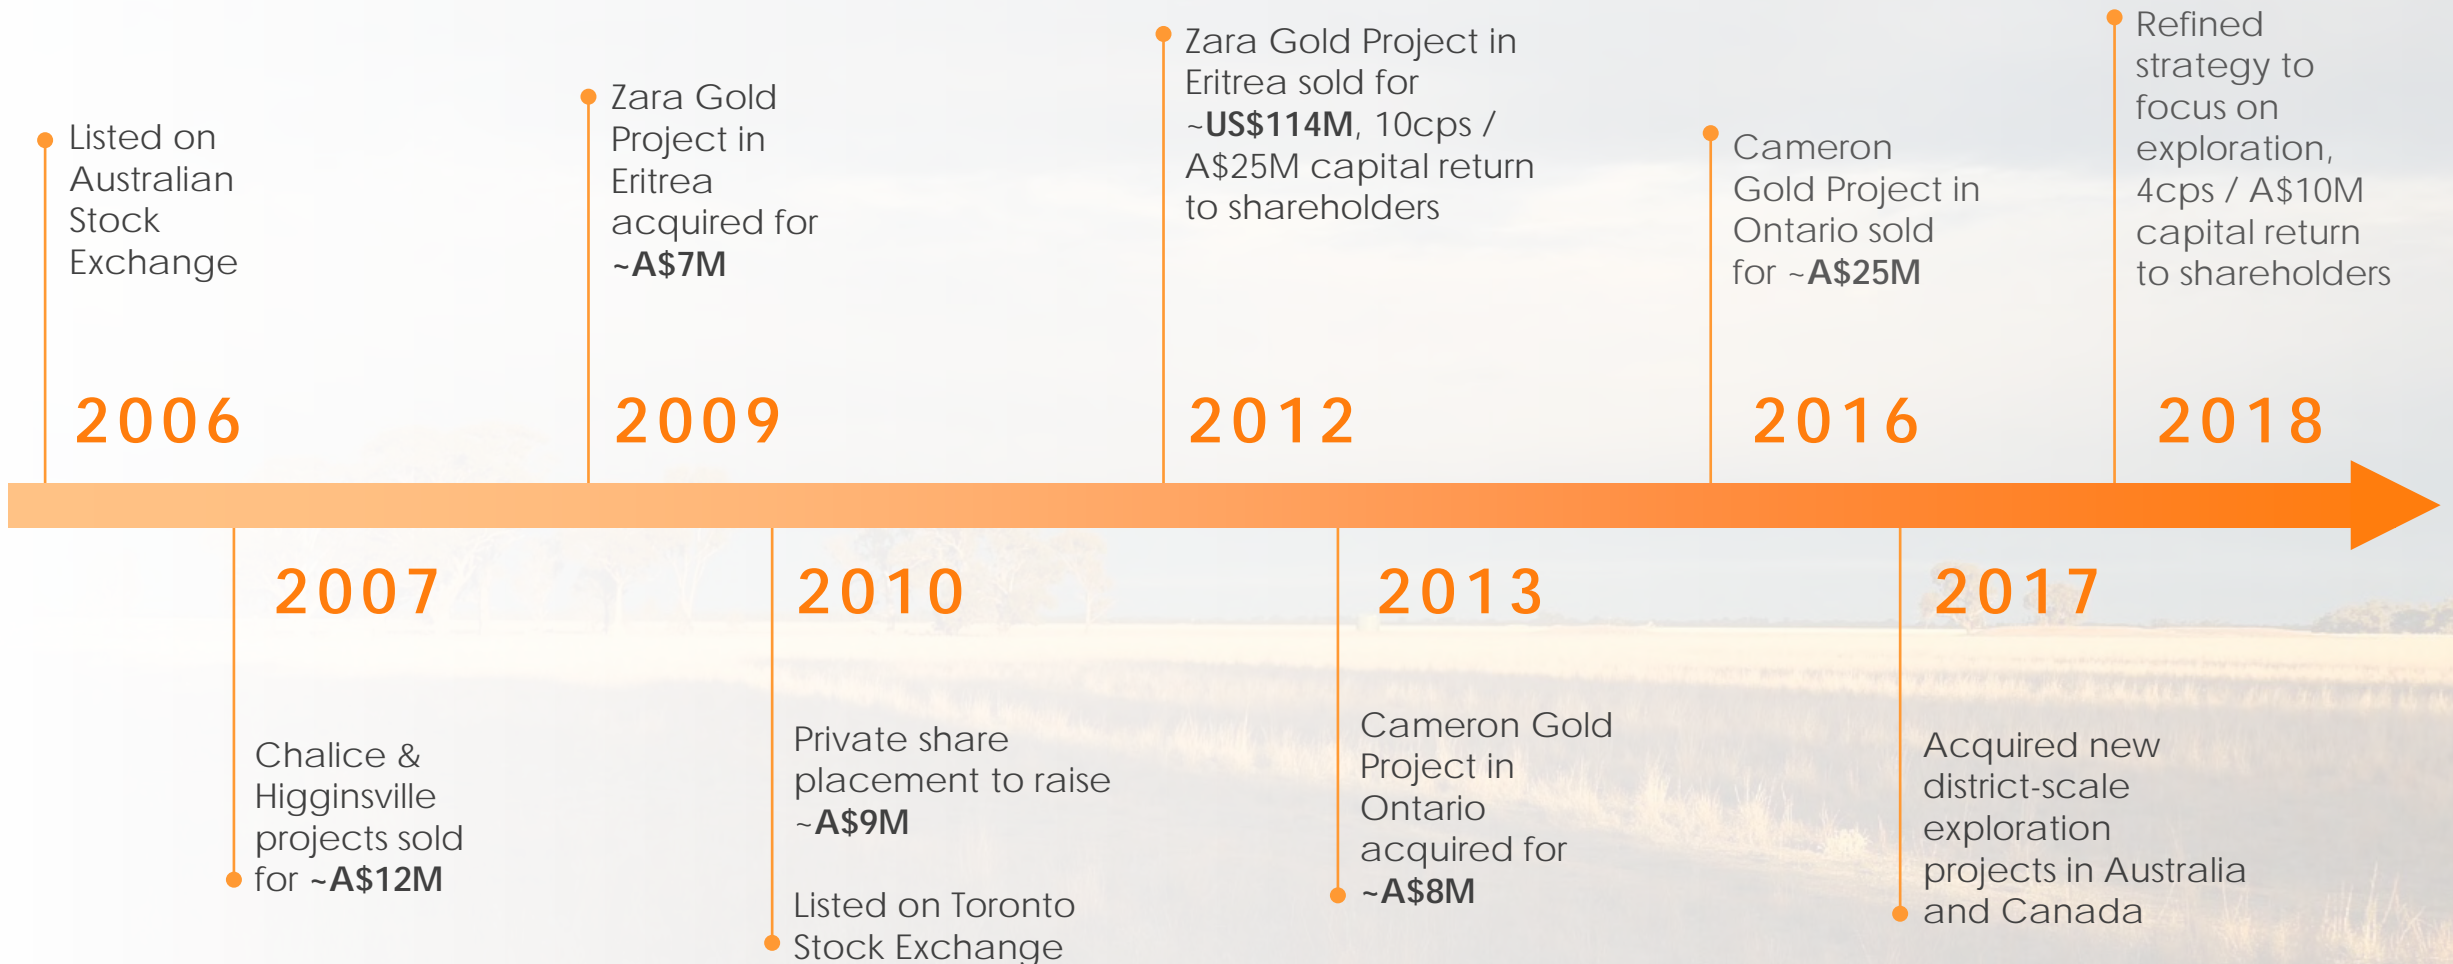 Listed on
Australian
Stock
Exchange
2006
2007
Chalice &
Higginsville
projects sold
for ~A$12M
Zara Gold
Project in
Eritrea
acquired for
~A$7M
2009
2010
Private share
placement to raise
~A$9M
Listed on Toronto
Stock Exchange
Zara Gold Project in
Eritrea sold for
~US$114M, 10cps /
A$25M capital return
to shareholders
2012
2013
Cameron Gold
Project in
Ontario
acquired for
~A$8M
Cameron
Gold Project in
Ontario sold
for ~A$25M
2016
2017
Acquired new
district-scale
exploration
projects in Australia
and Canada
Refined
strategy to
focus on
exploration,
4cps / A$10M
capital return
to shareholders
2018